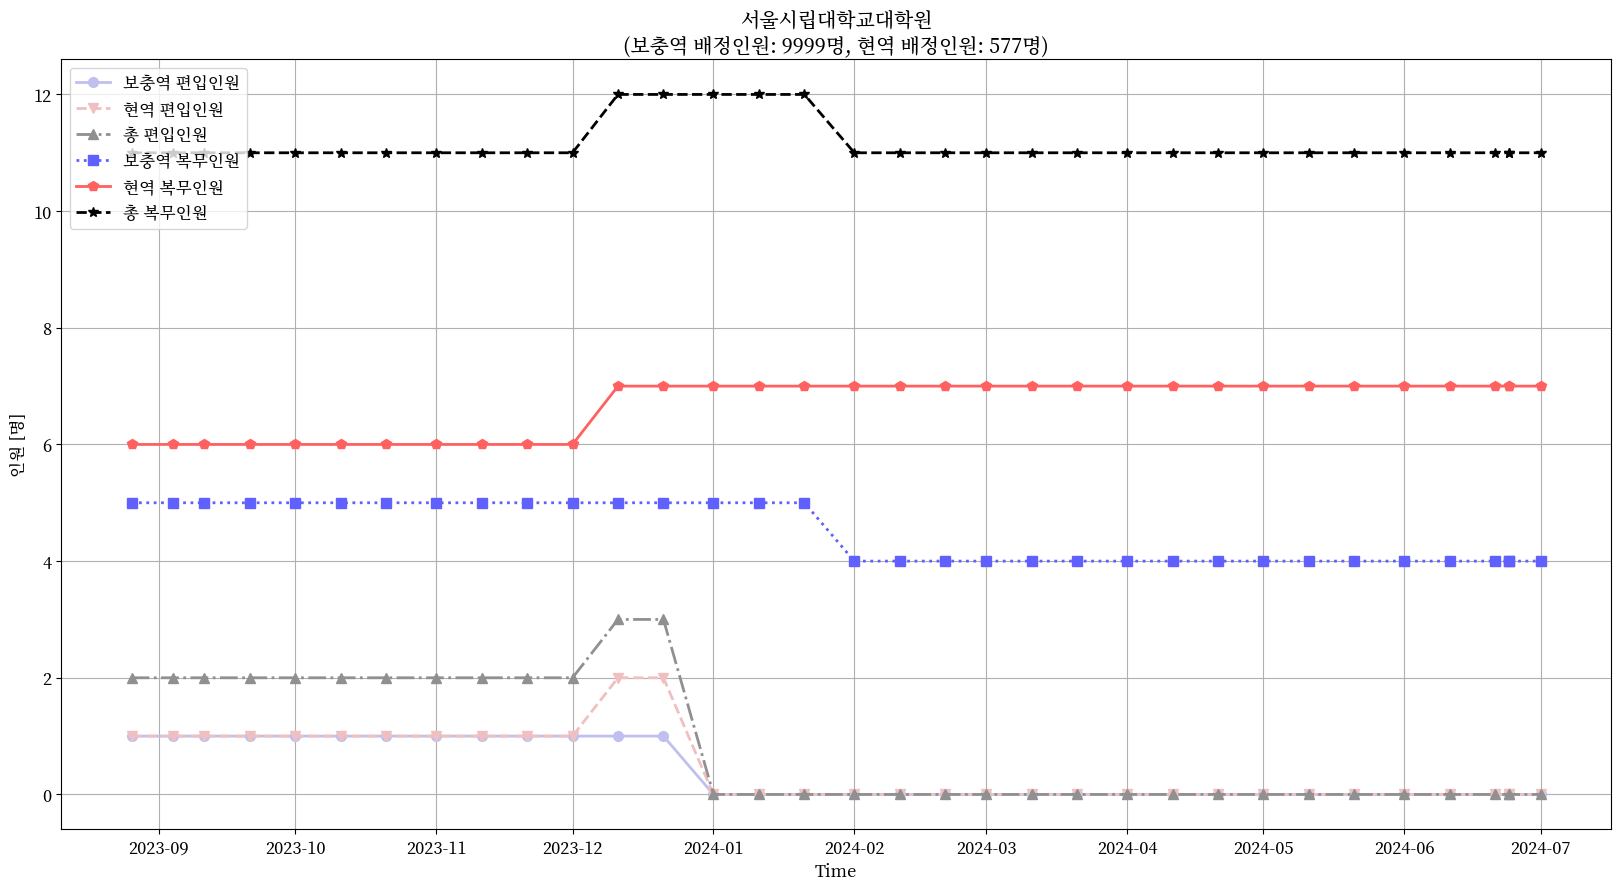 서울시립대학교대학원
(보충역 배정인원: 9999명, 현역 배정인원: 577명)
보충역 편입인원
현역 편입인원
총 편입인원
보충역 복무인원
현역 복무인원
총 복무인원
12
10
8
6
4
2
0
인원 [명]
2023-09 2023-10 2023-11 2023-12 2024-01 2024-02 2024-03 2024-04 2024-05 2024-06 2024-07
Time